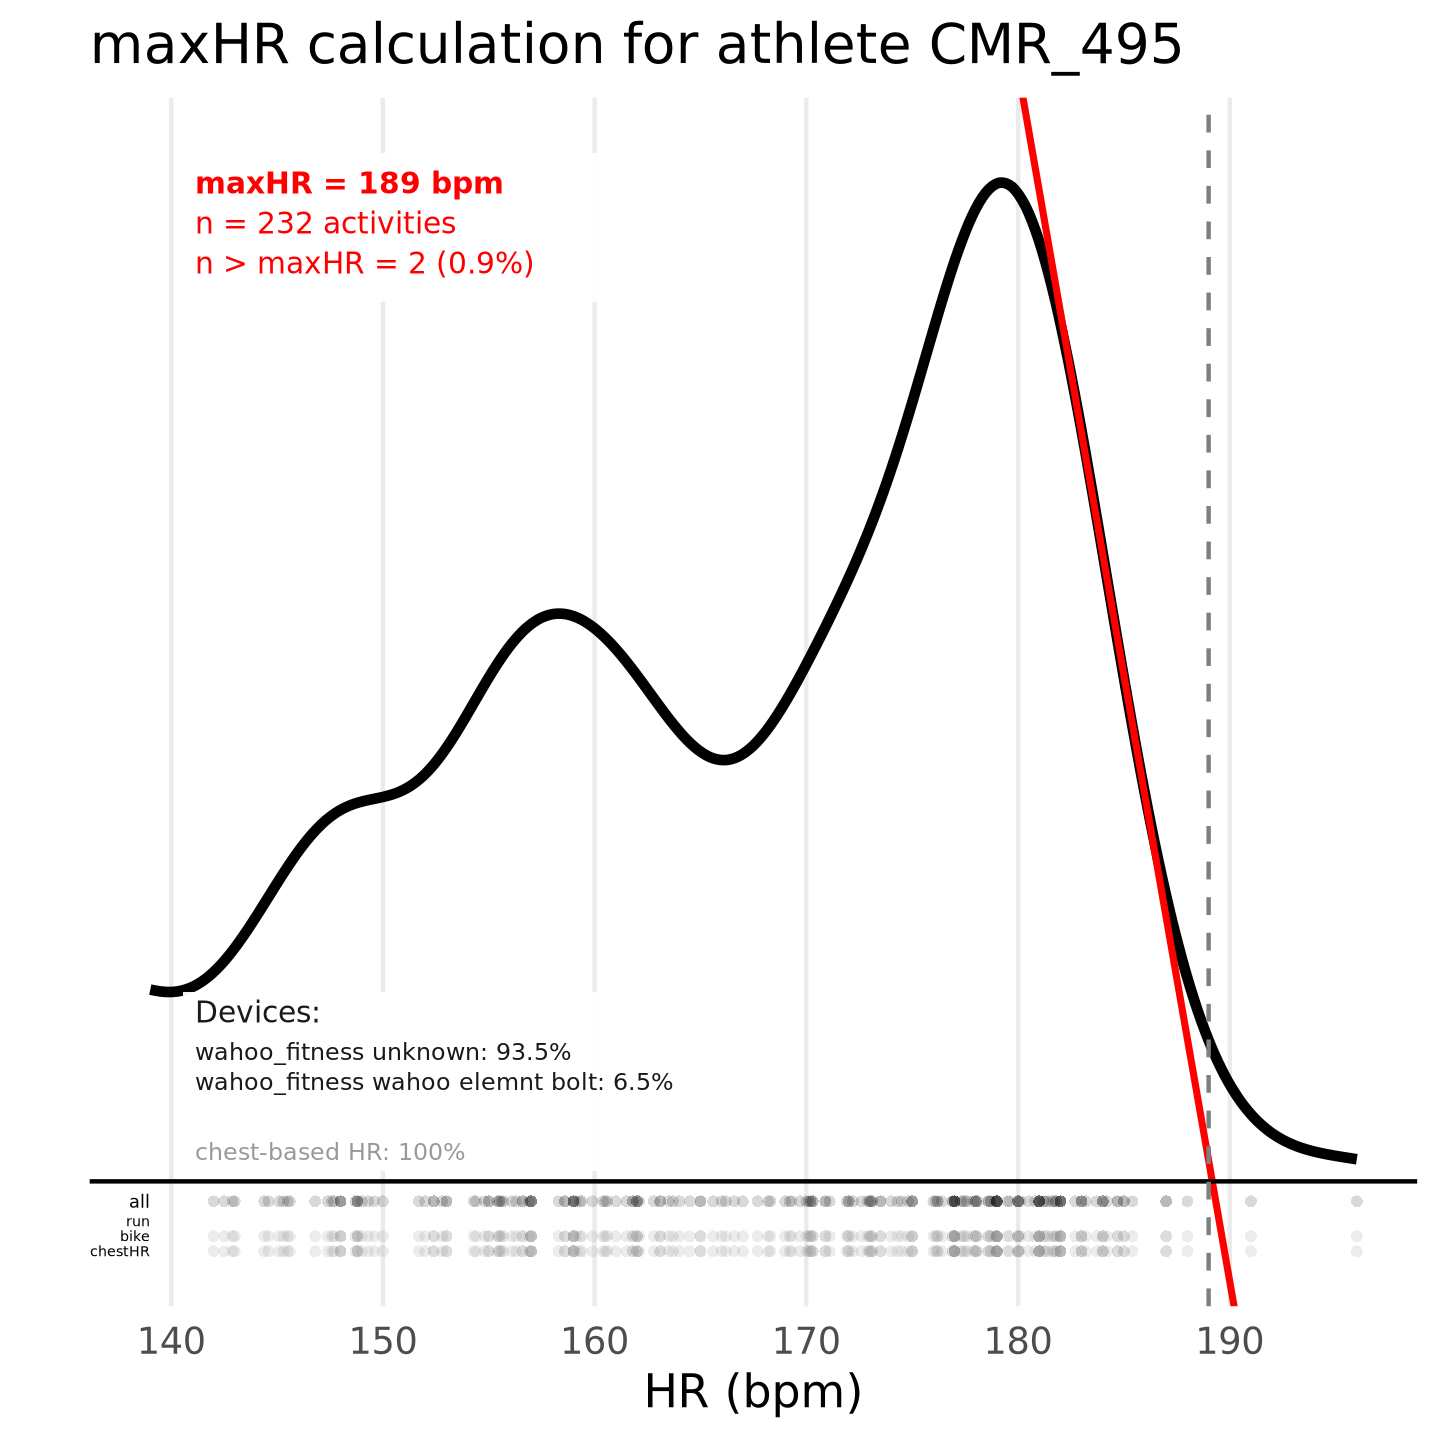 maxHR calculation for athlete CMR_495
maxHR = 189 bpm
n = 232 activities
n > maxHR = 2 (0.9%)
Devices:
wahoo_fitness unknown: 93.5%
wahoo_fitness wahoo elemnt bolt: 6.5%
chest-based HR: 100%
all
run
bike
chestHR
140 150 160 170 180 190
HR (bpm)